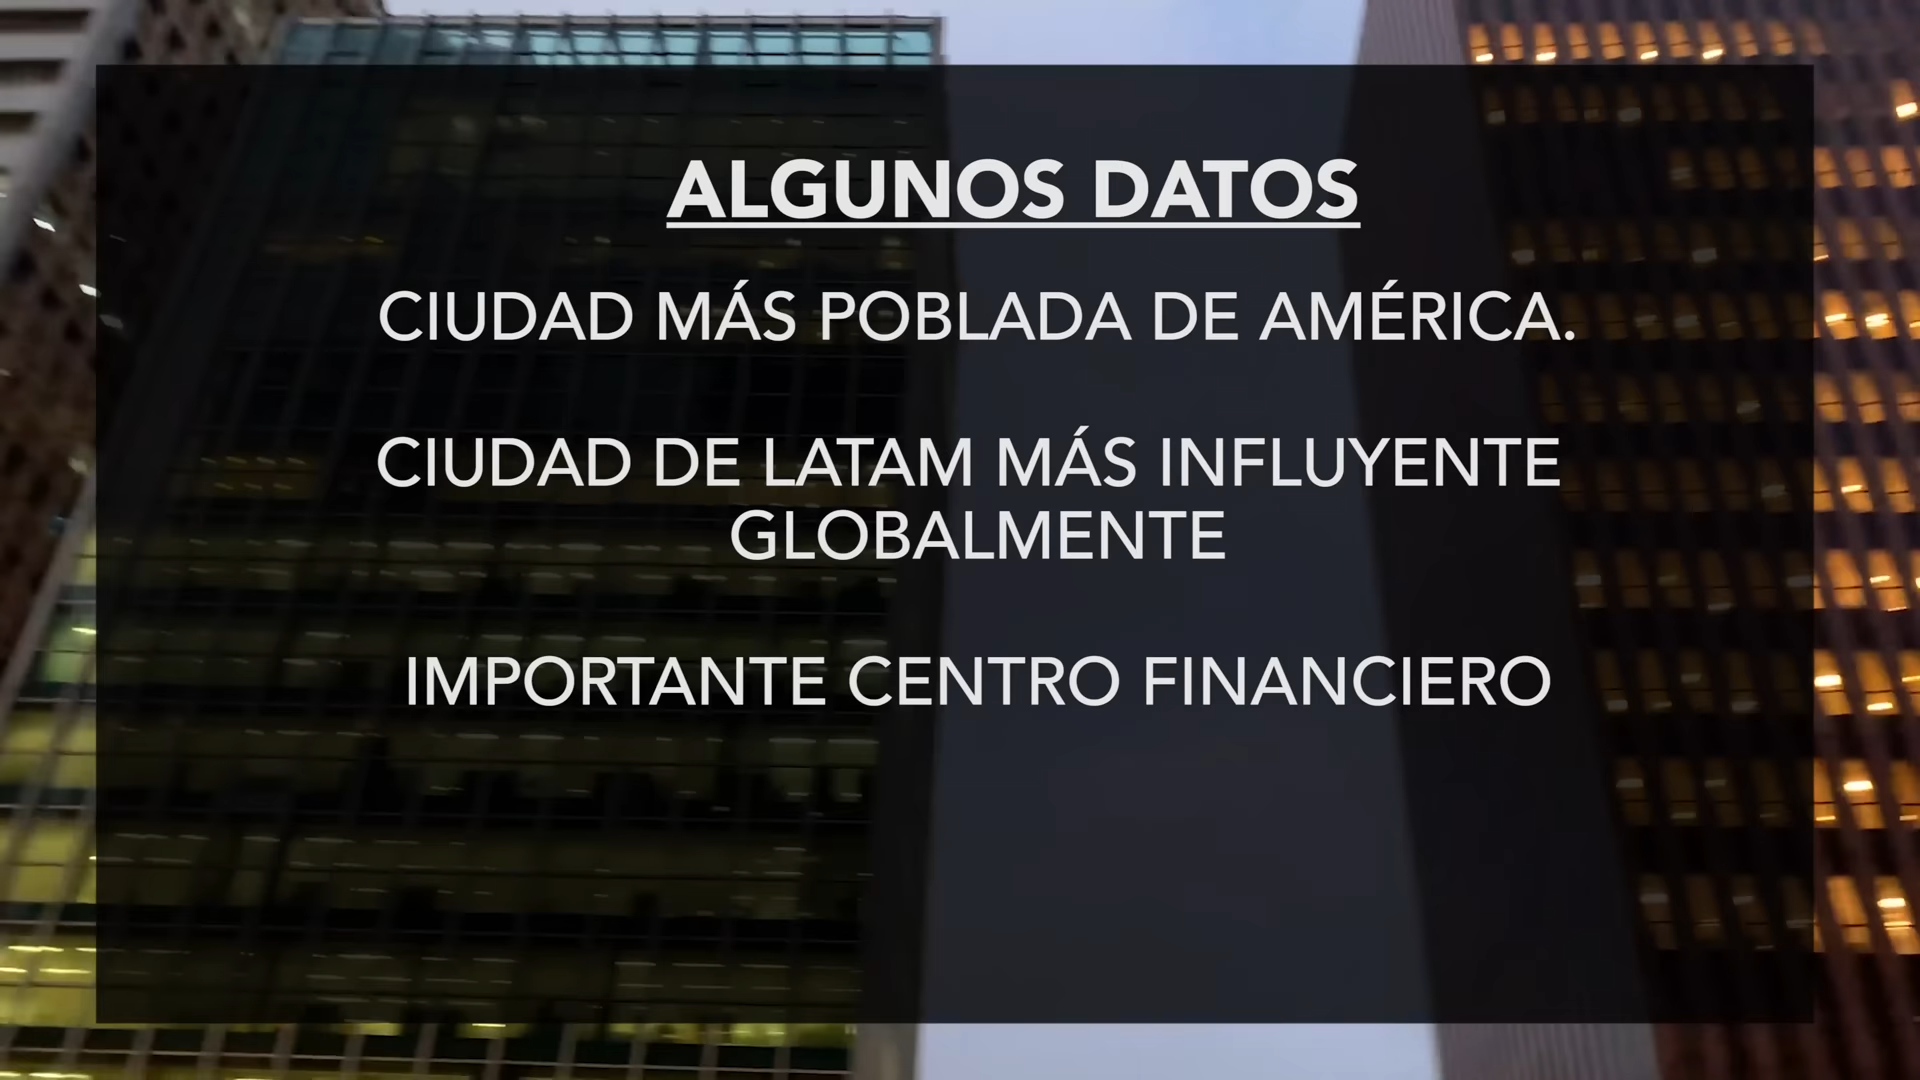 ALGUNOS DATOS
CIUDAD MÁS POBLADA DE AMÉRICA.
CIUDAD DE LATAM MÁS INFLUYENTE
GLOBALMENTE
IMPORTANTE CENTRO FINANCIERO